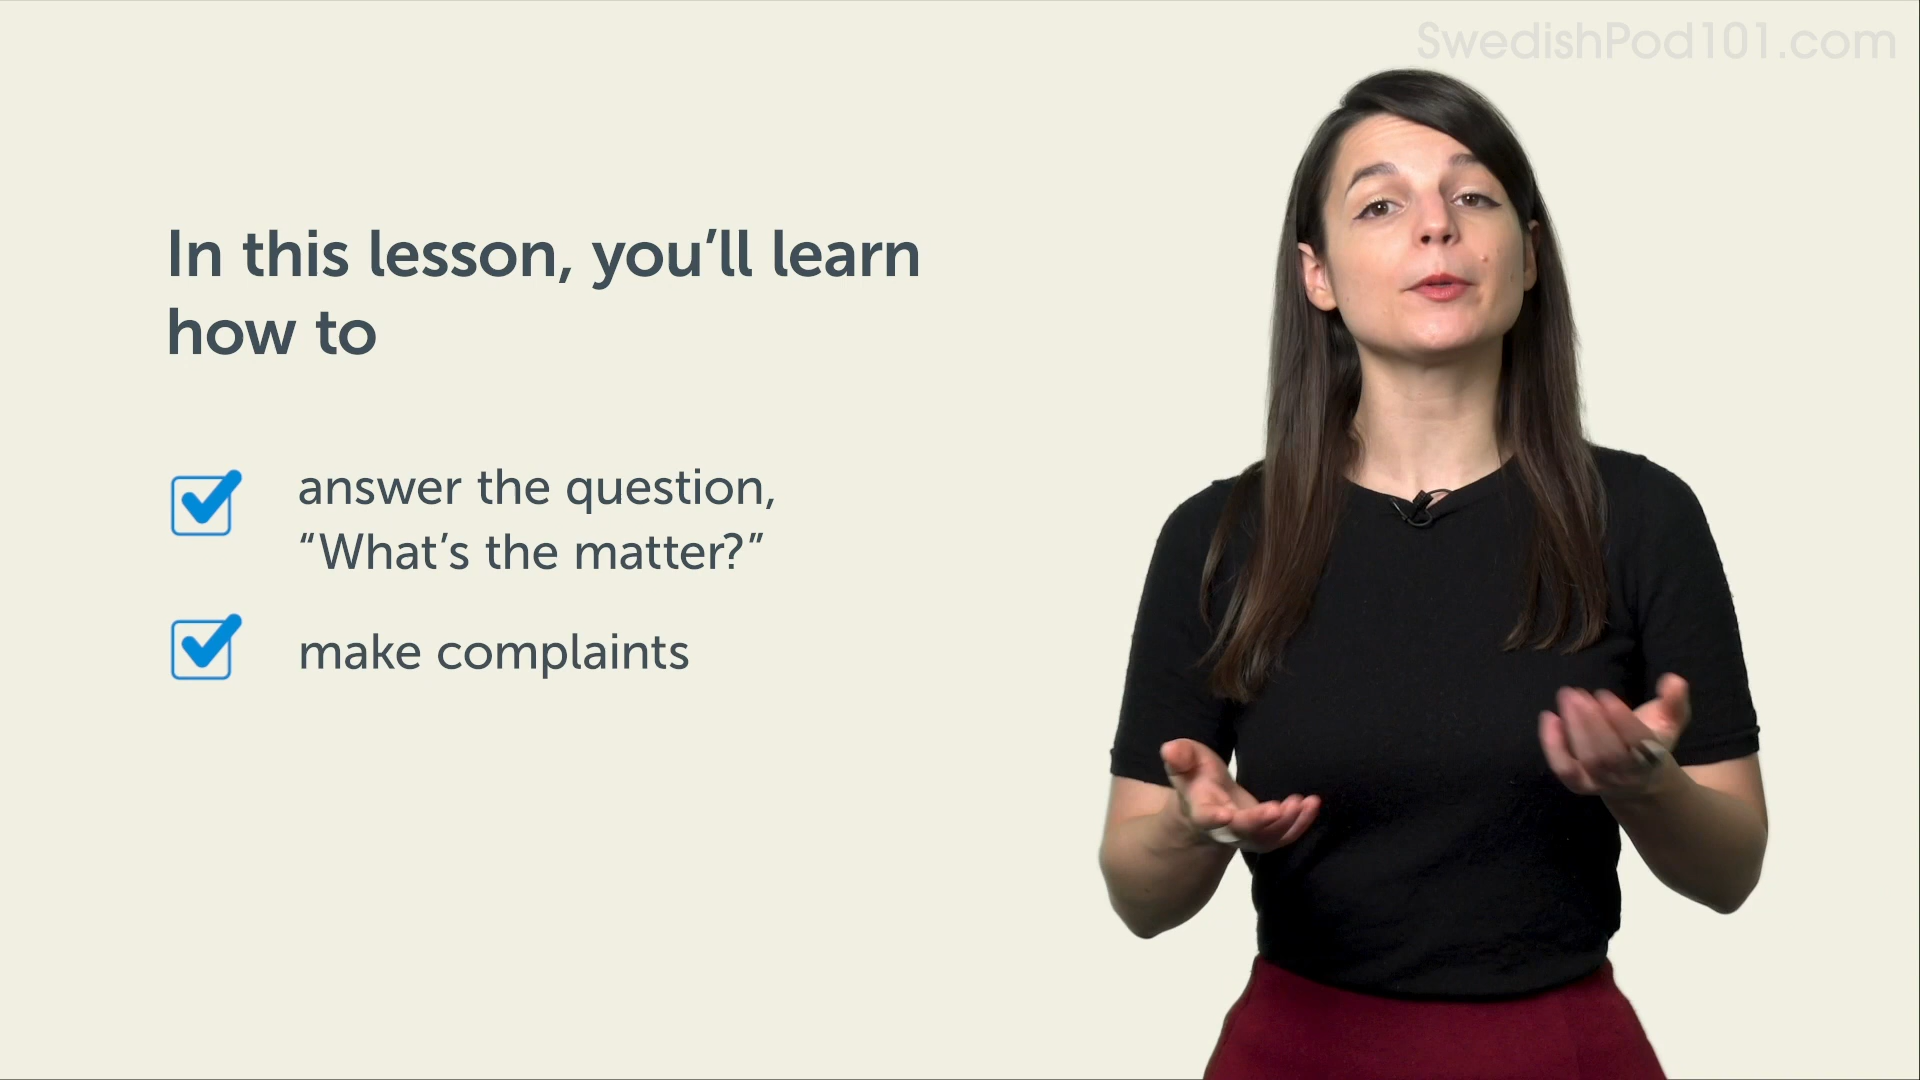 SwedishPod101.com
In this lesson, you’ll learn
how to
answer the question,
“What’s the matter?”
make complaints